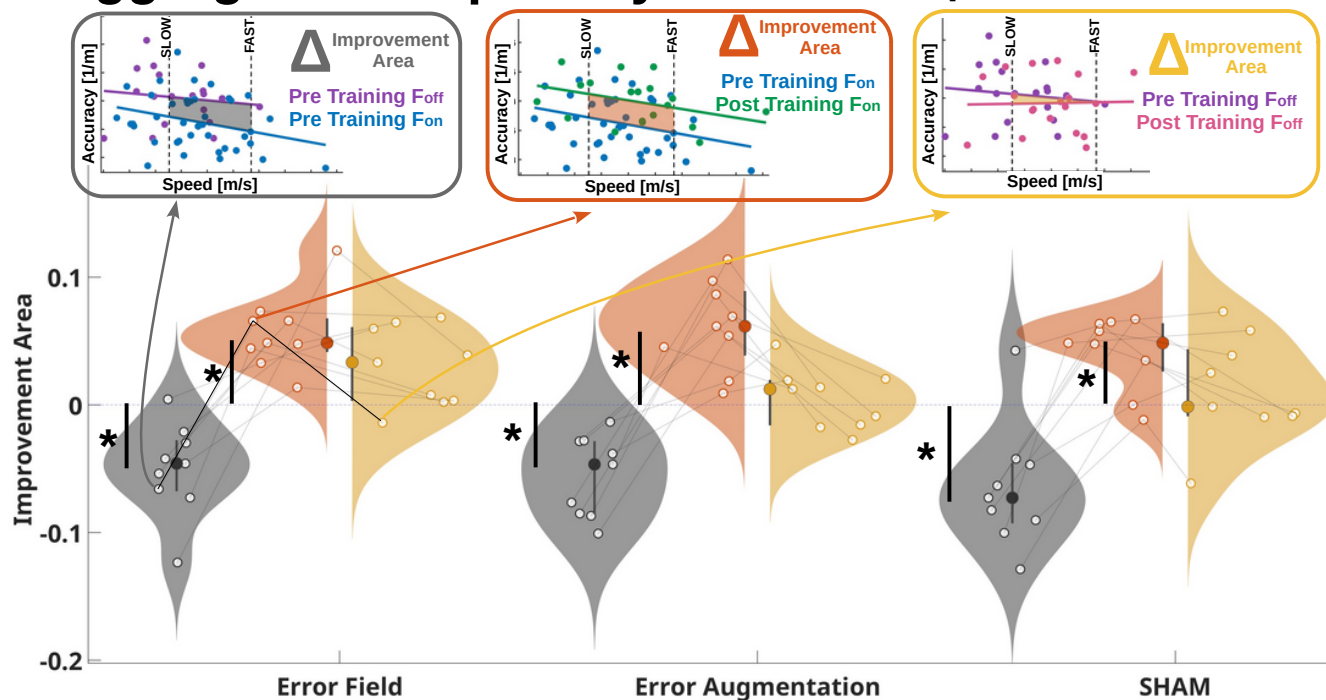 SLOW
FAST
Accuracy [1/m]
Δ Improvement
Area
Pre Training Foff
Pre Training Fon
Speed [m/s]
SLOW
FAST
Accuracy [1/m]
Δ Improvement
Area
Pre Training Fon
Post Training Fon
Speed [m/s]
SLOW
FAST
Accuracy [1/m]
Δ Improvement
Area
Pre Training Foff
Post Training Foff
Speed [m/s]
Improvement Area
0.1
0
-0.1
-0.2
*
*
*
*
*
*
Error Field
Error Augmentation
SHAM